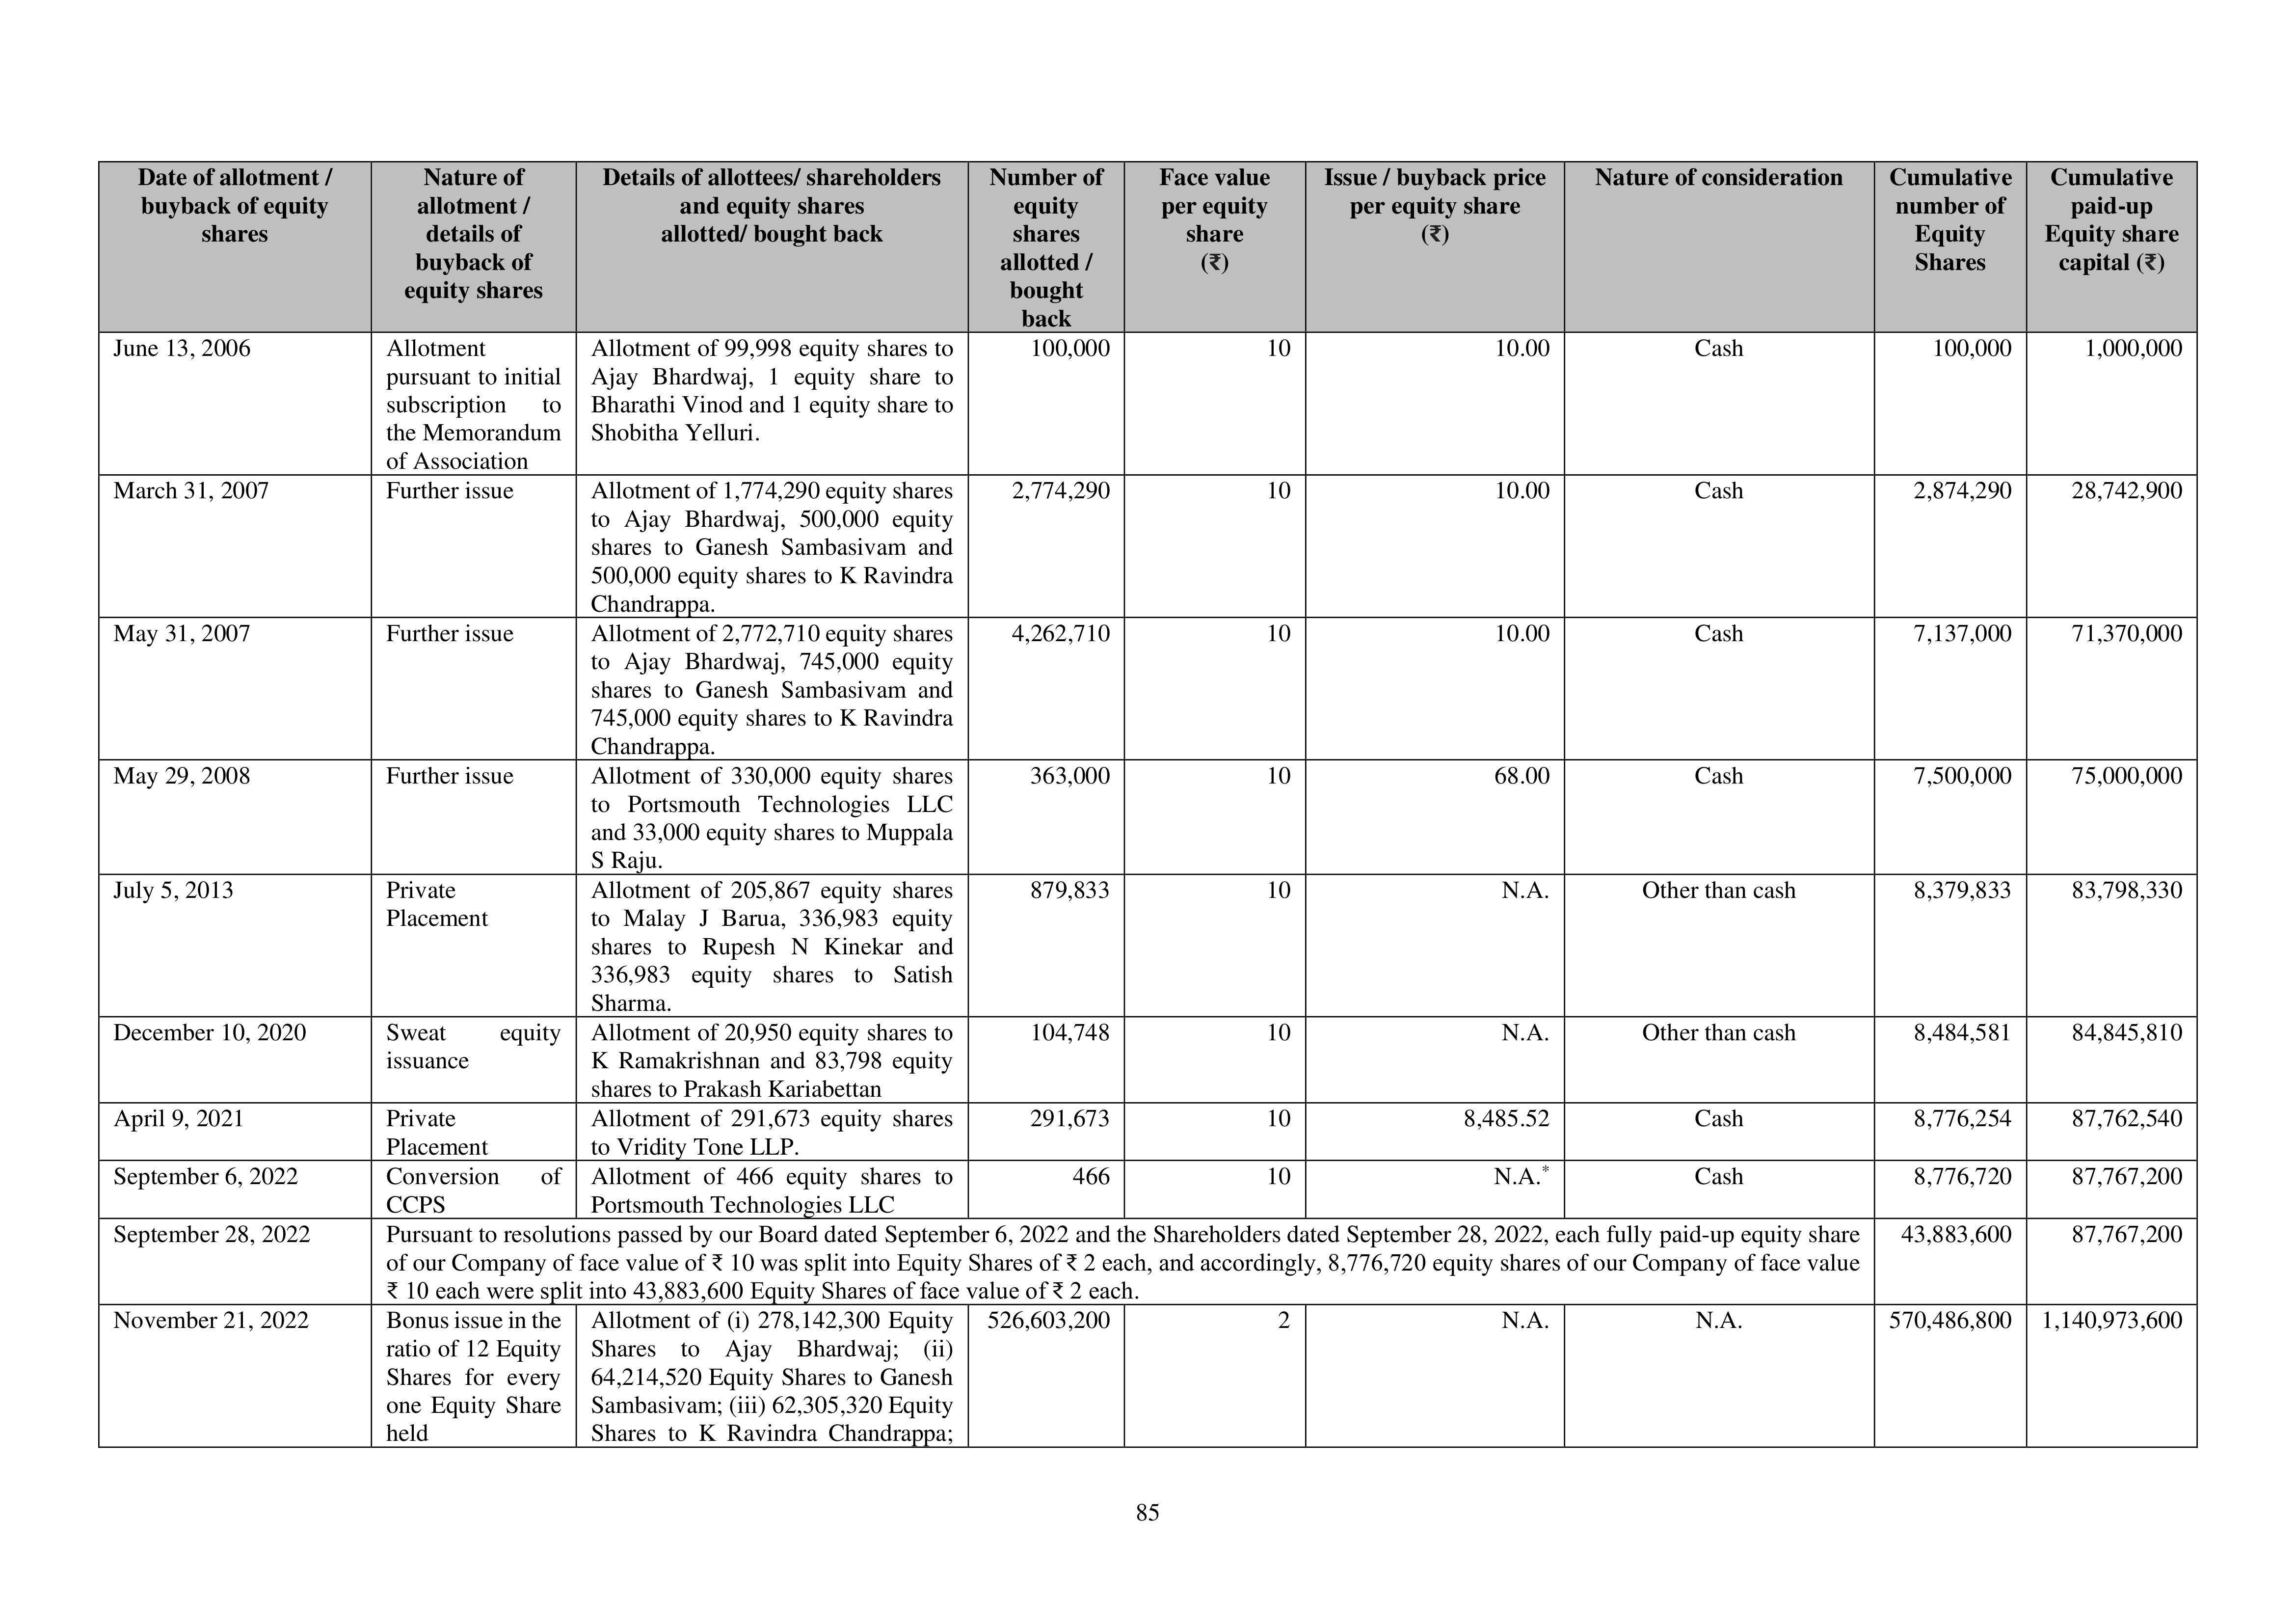 Date of allotment /
buyback of equity
shares
Nature of
allotment /
details of
buyback of
equity shares
Details of allottees/ shareholders
and equity shares
allotted/ bought back
Number of
equity
shares
allotted /
bought
back
Face value
per equity
share
(₹)
Issue / buyback price
per equity share
(₹)
Nature of consideration
Cumulative
number of
Equity
Shares
Cumulative
paid-up
Equity share
capital (₹)
June 13, 2006
Allotment
pursuant to initial
subscription to
the Memorandum
of Association
Allotment of 99,998 equity shares to
Ajay Bhardwaj, 1 equity share to
Bharathi Vinod and 1 equity share to
Shobitha Yelluri.
100,000
10
10.00
Cash
100,000
1,000,000
March 31, 2007
Further issue
Allotment of 1,774,290 equity shares
to Ajay Bhardwaj, 500,000 equity
shares to Ganesh Sambasivam and
500,000 equity shares to K Ravindra
Chandrappa.
2,774,290
10
10.00
Cash
2,874,290
28,742,900
May 31, 2007
Further issue
Allotment of 2,772,710 equity shares
to Ajay Bhardwaj, 745,000 equity
shares to Ganesh Sambasivam and
745,000 equity shares to K Ravindra
Chandrappa.
4,262,710
10
10.00
Cash
7,137,000
71,370,000
May 29, 2008
Further issue
Allotment of 330,000 equity shares
to Portsmouth Technologies LLC
and 33,000 equity shares to Muppala
S Raju.
363,000
10
68.00
Cash
7,500,000
75,000,000
July 5, 2013
Private
Placement
Allotment of 205,867 equity shares
to Malay J Barua, 336,983 equity
shares to Rupesh N Kinekar and
336,983 equity shares to Satish
Sharma.
879,833
10
N.A.
Other than cash
8,379,833
83,798,330
December 10, 2020
Sweat equity
issuance
Allotment of 20,950 equity shares to
K Ramakrishnan and 83,798 equity
shares to Prakash Kariabettan
104,748
10
N.A.
Other than cash
8,484,581
84,845,810
April 9, 2021
Private
Placement
Allotment of 291,673 equity shares
to Vridity Tone LLP.
291,673
10
8,485.52
Cash
8,776,254
87,762,540
September 6, 2022
Conversion of
CCPS
Allotment of 466 equity shares to
Portsmouth Technologies LLC
466
10
N.A.*
Cash
8,776,720
87,767,200
September 28, 2022
Pursuant to resolutions passed by our Board dated September 6, 2022 and the Shareholders dated September 28, 2022, each fully paid-up equity share
of our Company of face value of ₹ 10 was split into Equity Shares of ₹ 2 each, and accordingly, 8,776,720 equity shares of our Company of face value
₹ 10 each were split into 43,883,600 Equity Shares of face value of ₹ 2 each.
43,883,600
87,767,200
November 21, 2022
Bonus issue in the
ratio of 12 Equity
Shares for every
one Equity Share
held
Allotment of (i) 278,142,300 Equity
Shares to Ajay Bhardwaj; (ii)
64,214,520 Equity Shares to Ganesh
Sambasivam; (iii) 62,305,320 Equity
Shares to K Ravindra Chandrappa;
526,603,200
2
N.A.
N.A.
570,486,800
1,140,973,600
85